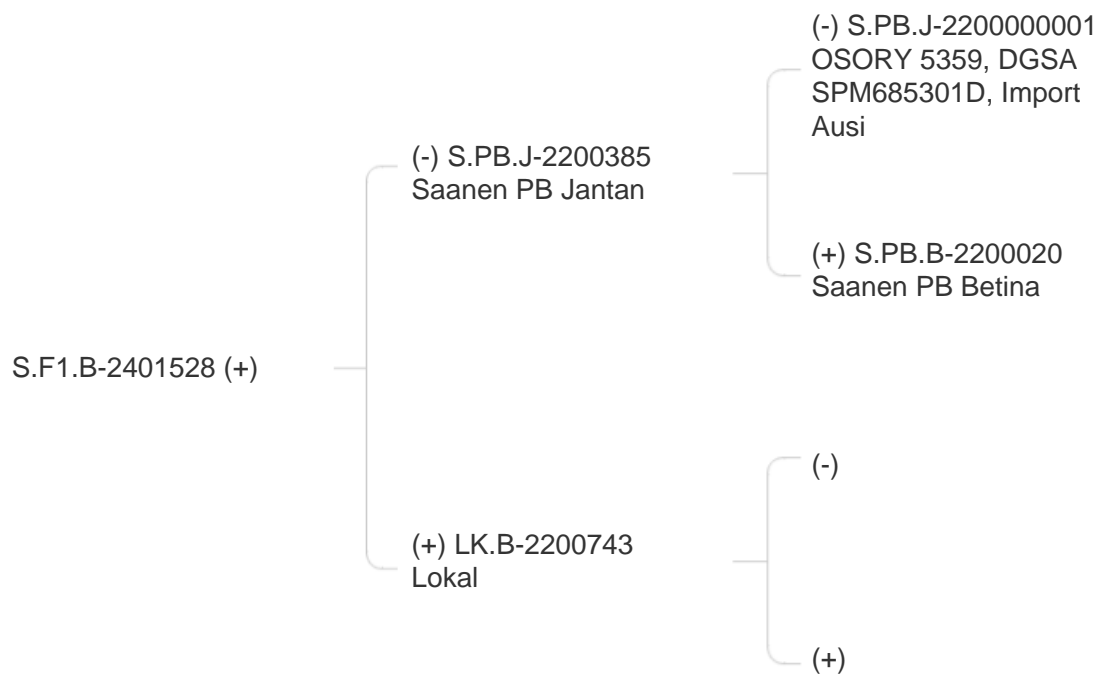 (-) S.PB.J-2200000001
OSORY 5359, DGSA
SPM685301D, Import
Ausi
(-) S.PB.J-2200385
Saanen PB Jantan
(+) S.PB.B-2200020
Saanen PB Betina
S.F1.B-2401528 (+)
(-)
(+) LK.B-2200743
Lokal
(+)